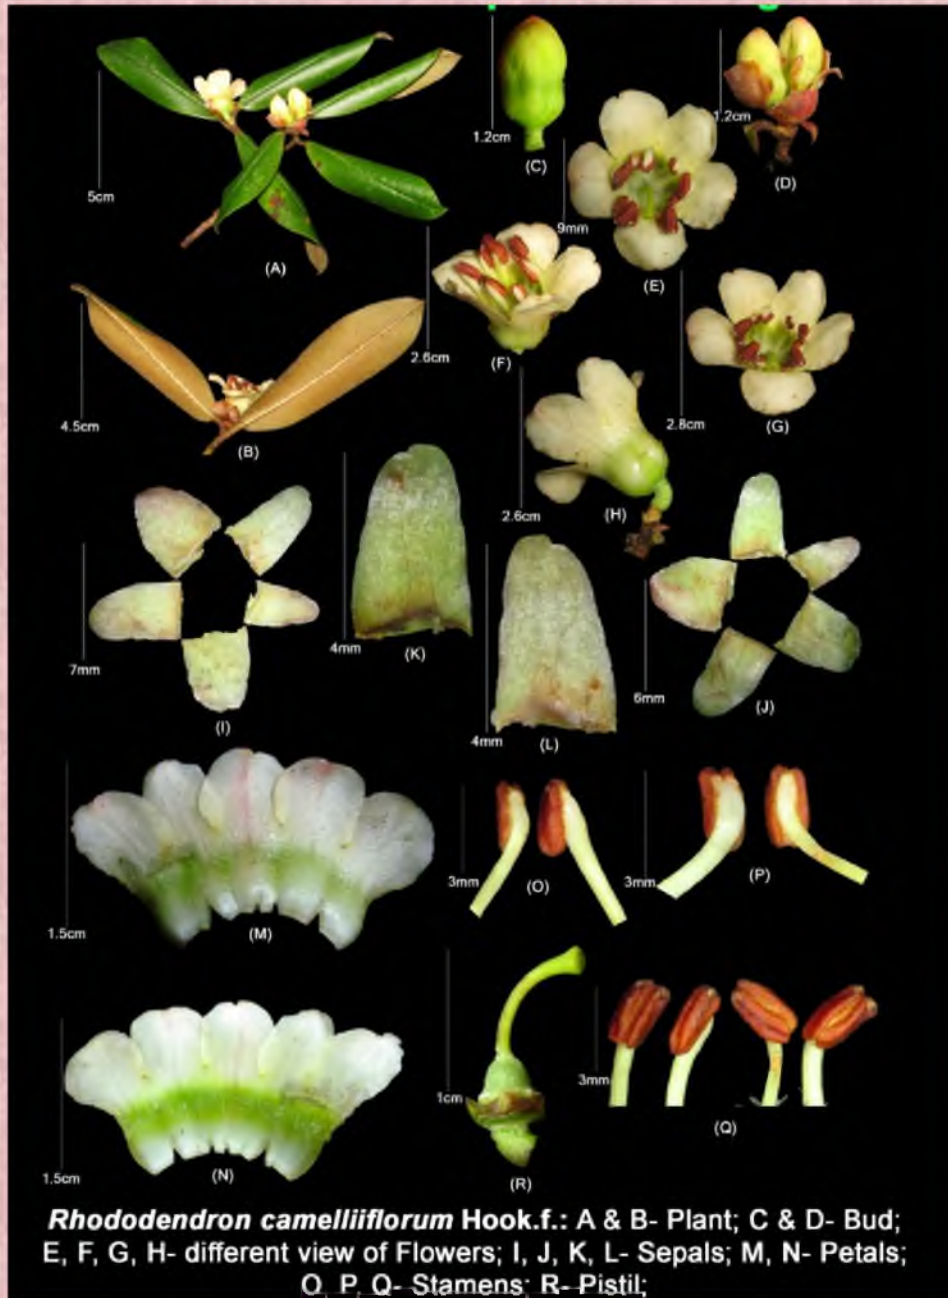 1.2cm
1.2cm
(C)
(D)
5cm
9mm
(A)
(E)
2.6cm
(F)
4.5cm
(B)
2.8cm
(G)
2.6cm
(H)
4mm
(K)
7mm
(I)
6mm
(J)
4mm
(L)
3mm
(O)
3mm
(P)
1.5cm
(M)
1cm
3mm
(Q)
1.5cm
(N)
(R)
Rhododendron camelliiflorum Hook.f.: A & B- Plant; C & D- Bud;
E, F, G, H- different view of Flowers; I, J, K, L- Sepals; M, N- Petals;
O, P, Q- Stamens; R- Pistil;